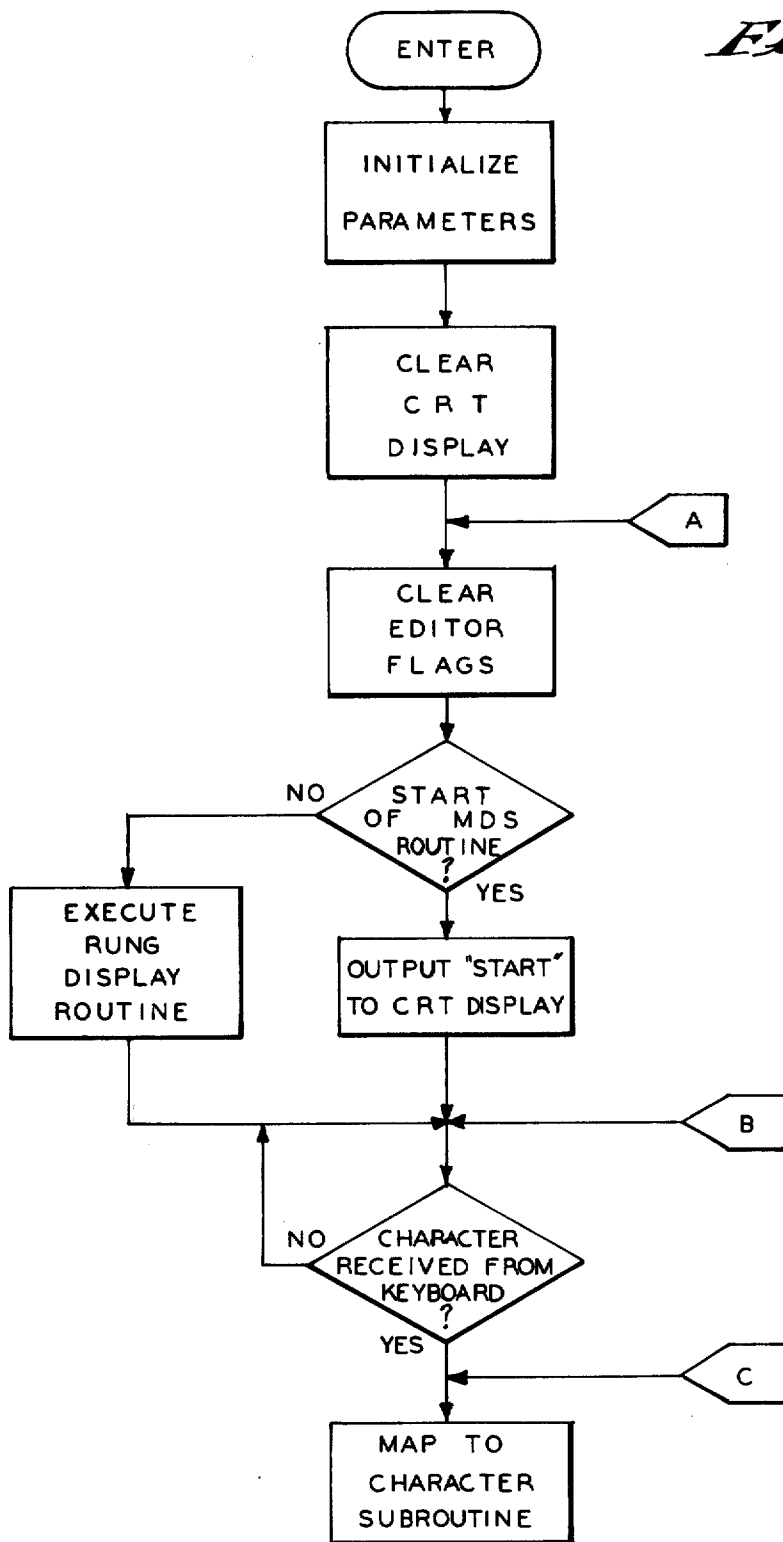 ENTER
INITIALIZE
PARAMETERS
CLEAR
CRT
DISPLAY
A
CLEAR
EDITOR
FLAGS
NO
START
OF MDS
ROUTINE
?
YES
EXECUTE
RUNG
DISPLAY
ROUTINE
OUTPUT "START"
TO CRT DISPLAY
B
NO
CHARACTER
RECEIVED FROM
KEYBOARD
?
YES
C
MAP TO
CHARACTER
SUBROUTINE